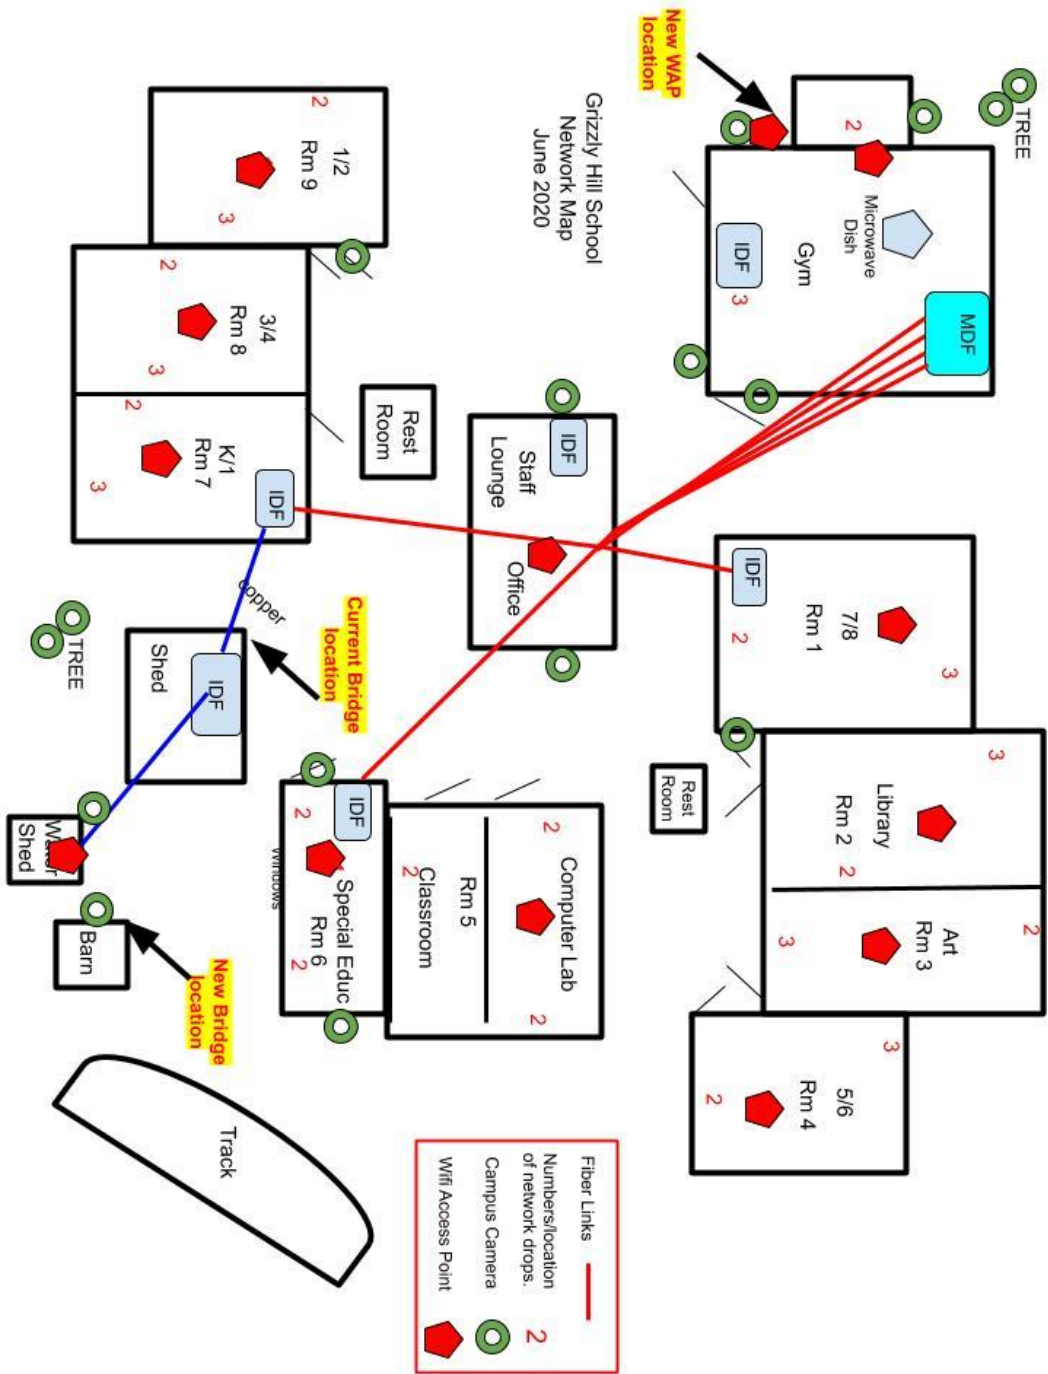 Grizzly Hill School
Network Map
June 2020
New WAP
location
TREE
2
Microwave
Dish
MDF
Gym
IDF
3
2
1/2
Rm 9
3
2
3/4
Rm 8
3
2
K/1
Rm 7
3
IDF
Rest
Room
IDF
Staff
Lounge
Office
IDF
7/8
Rm 1
2
3
3
Library
Rm 2
2
2
Art
Rm 3
3
Rest
Room
3
5/6
Rm 4
2
copper
Current Bridge
location
Shed
IDF
TREE
Water
Shed
Barn
New Bridge
location
2
IDF
Special Educ
Rm 6
2
Windows
2
Classroom
Rm 5
2
Computer Lab
2
Track
Fiber Links
Numbers/location
of network drops.
2
Campus Camera
Wifi Access Point